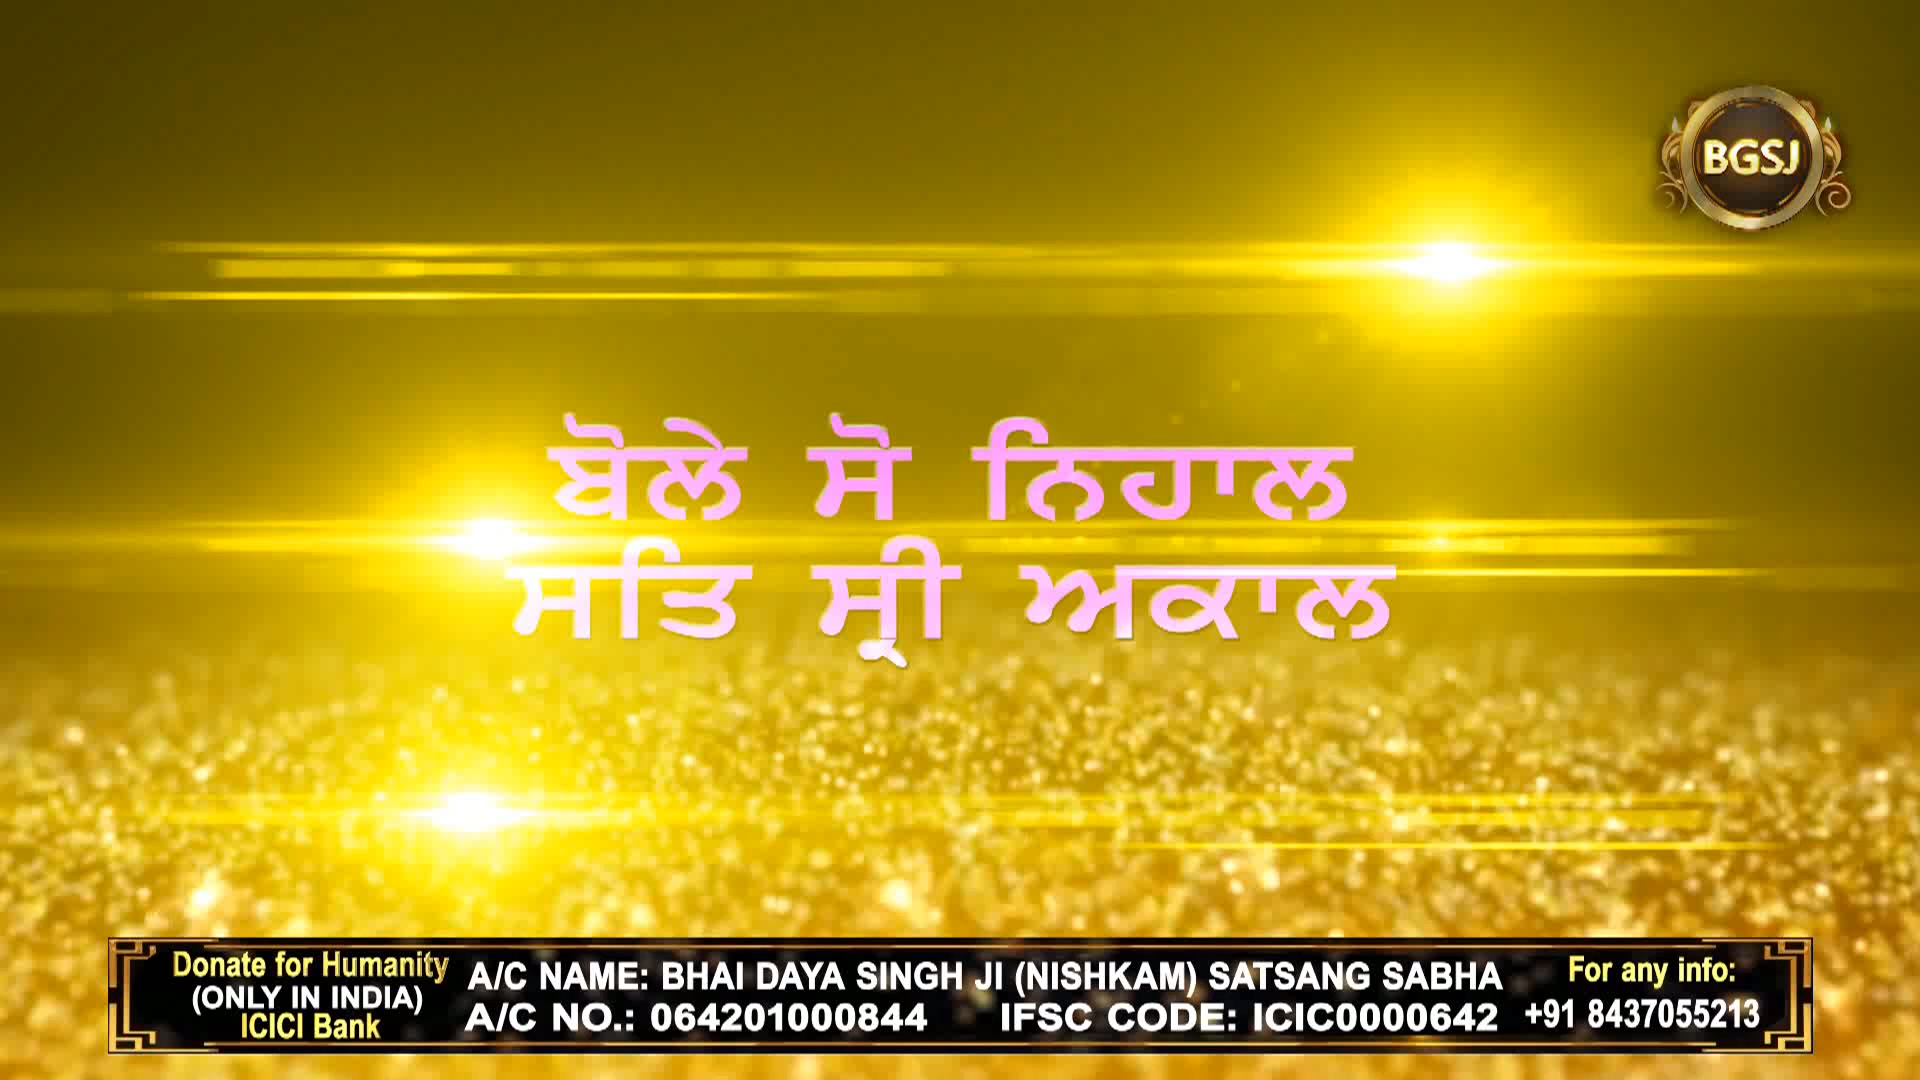 BGSJ
ਬੋਲੇ ਸੋ ਨਿਹਾਲ
ਸਤਿ ਸ੍ਰੀ ਅਕਾਲ
Donate for Humanity
(ONLY IN INDIA)
ICICI Bank
A/C NAME: BHAI DAYA SINGH JI (NISHKAM) SATSANG SABHA
A/C NO.: 064201000844 IFSC CODE: ICIC0000642
For any info:
+91 8437055213